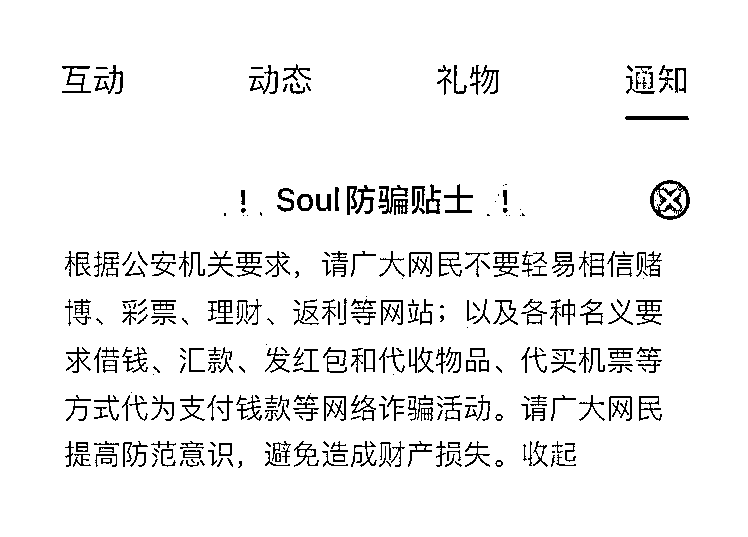 互动 动态 礼物 通知
! Soul防骗贴士 !
根据公安机关要求，请广大网民不要轻易相信赌
博、彩票、理财、返利等网站；以及各种名义要
求借钱、汇款、发红包和代收物品、代买机票等
方式代为支付钱款等网络诈骗活动。请广大网民
提高防范意识，避免造成财产损失。收起